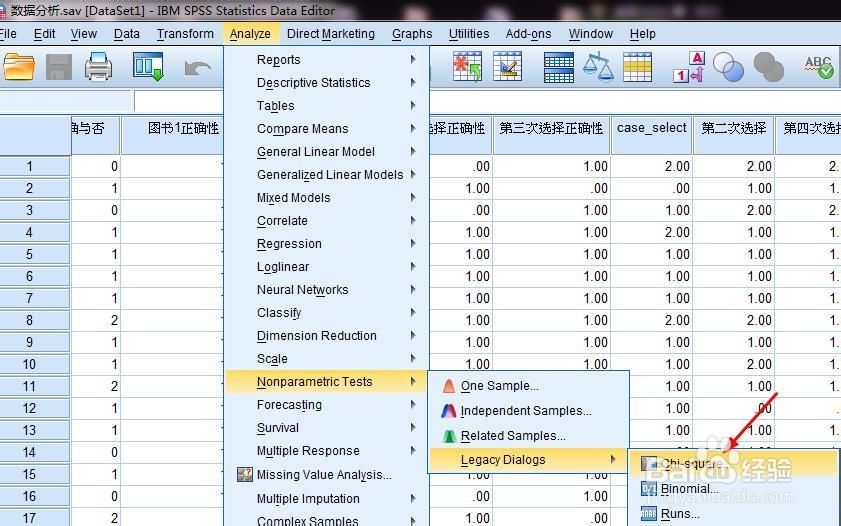 数据分析.sav [DataSet1] - IBM SPSS Statistics Data Editor
File Edit View Data Transform Analyze Direct Marketing Graphs Utilities Add-ons Window Help
Reports
Descriptive Statistics
Tables
Compare Means
General Linear Model
Generalized Linear Models
Mixed Models
Correlate
Regression
Loglinear
Neural Networks
Classify
Dimension Reduction
Scale
Nonparametric Tests
Forecasting
Survival
Multiple Response
Missing Value Analysis...
Multiple Imputation
Complex Samples
One Sample...
Independent Samples...
Related Samples...
Legacy Dialogs
Chi-square...
Binomial...
Runs...
与否 图书1正确性 择正确性 第三次选择正确性 case_select 第二次选择 第四次选择
1 0 .00 1.00 2.00 2.00 2.
2 1 1.00 .00 .00 1.00 1.
3 0 1.00 1.00 1.00 2.00 2.
4 1 1.00 1.00 2.00 1.00 1.
5 1 1.00 1.00 1.00 1.00 1.
6 1 1.00 1.00 1.00 1.00 1.
7 1 1.00 1.00 1.00 1.00 1.
8 2 1.00 1.00 2.00 2.00 1.
9 1 1.00 1.00 1.00 1.00 1.
10 1 1.00 1.00 1.00 2.00 1.
11 2 1.00 1.00 1.
12 1 1.00 .00
13 1 1.00 1.00
14 0 1.00
15 1
16 1
17 2 1.00 .00
Baidu 经验
jingyan.baidu.com